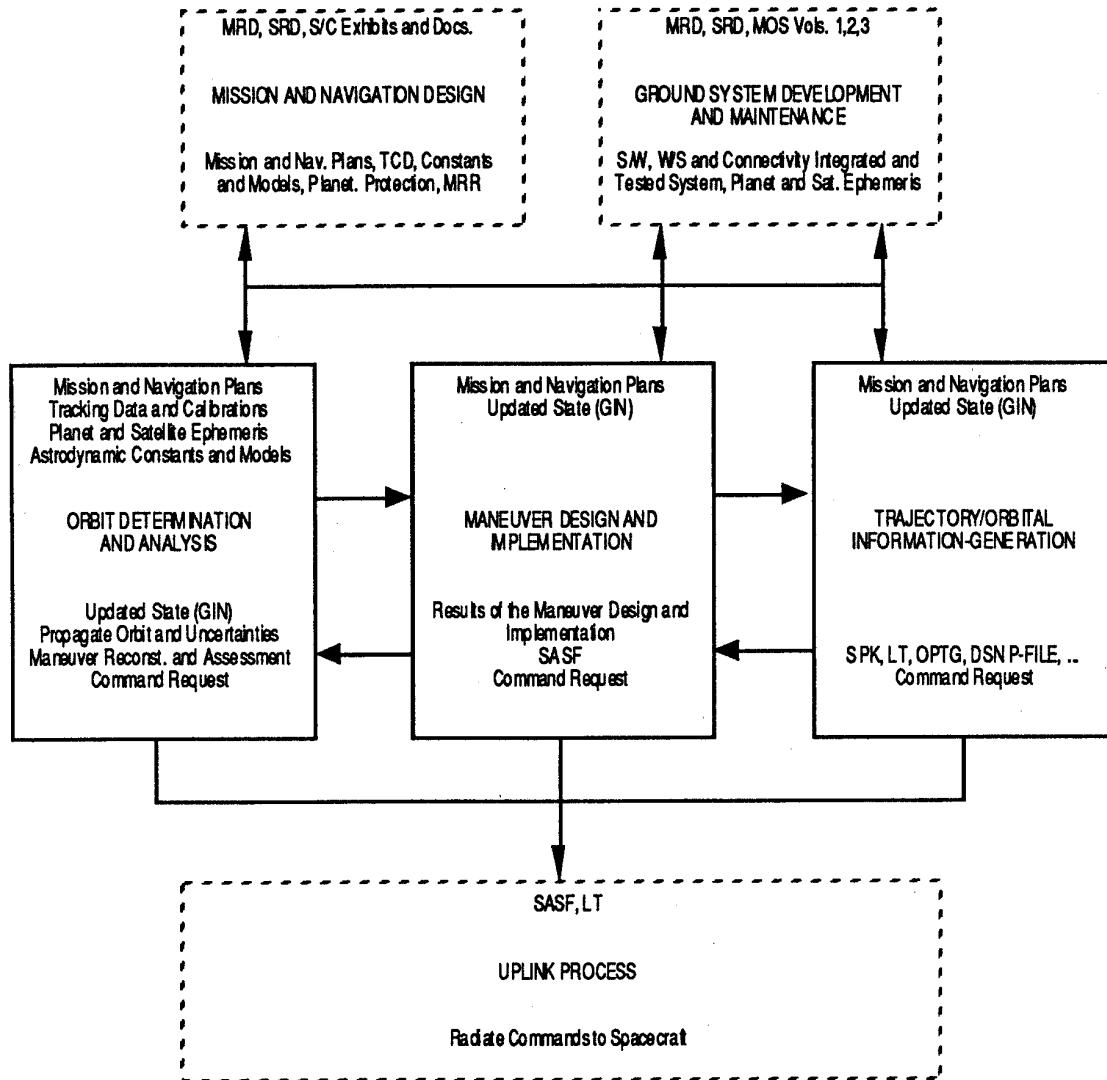 MRD, SRD, S/C Exhbits and Docs.
MISSION AND NAVIGATION DESIGN
Mission and Nav. Plans, TCD, Constants
and Models, Planet. Protection, MRR
MRD, SRD, MOS Vols. 1,2,3
GROUND SYSTEM DEVELOPMENT
AND MAINTENANCE
S/W, W/S and Connectivity Integrated and
Tested System, Planet and Sat. Ephemeris
Mission and Navigation Plans
Tracking Data and Calibrations
Planet and Satellite Ephemeris
Astrodynamic Constants and Models
ORBIT DETERMINATION
AND ANALYSIS
Updated State (GIN)
Propagate Orbit and Uncertainties
Maneuver Reconst. and Assessment
Command Request
Mission and Navigation Plans
Updated State (GIN)
MANEUVER DESIGN AND
IMPLEMENTATION
Results of the Maneuver Design and
Implementation
SASF
Command Request
Mission and Navigation Plans
Updated State (GIN)
TRAJECTORY/ORBITAL
INFORMATION-GENERATION
SPK, LT, OPTG, DSN P-FILE, ...
Command Request
SASF, LT
UPLINK PROCESS
Radiate Commands to Spacecraft